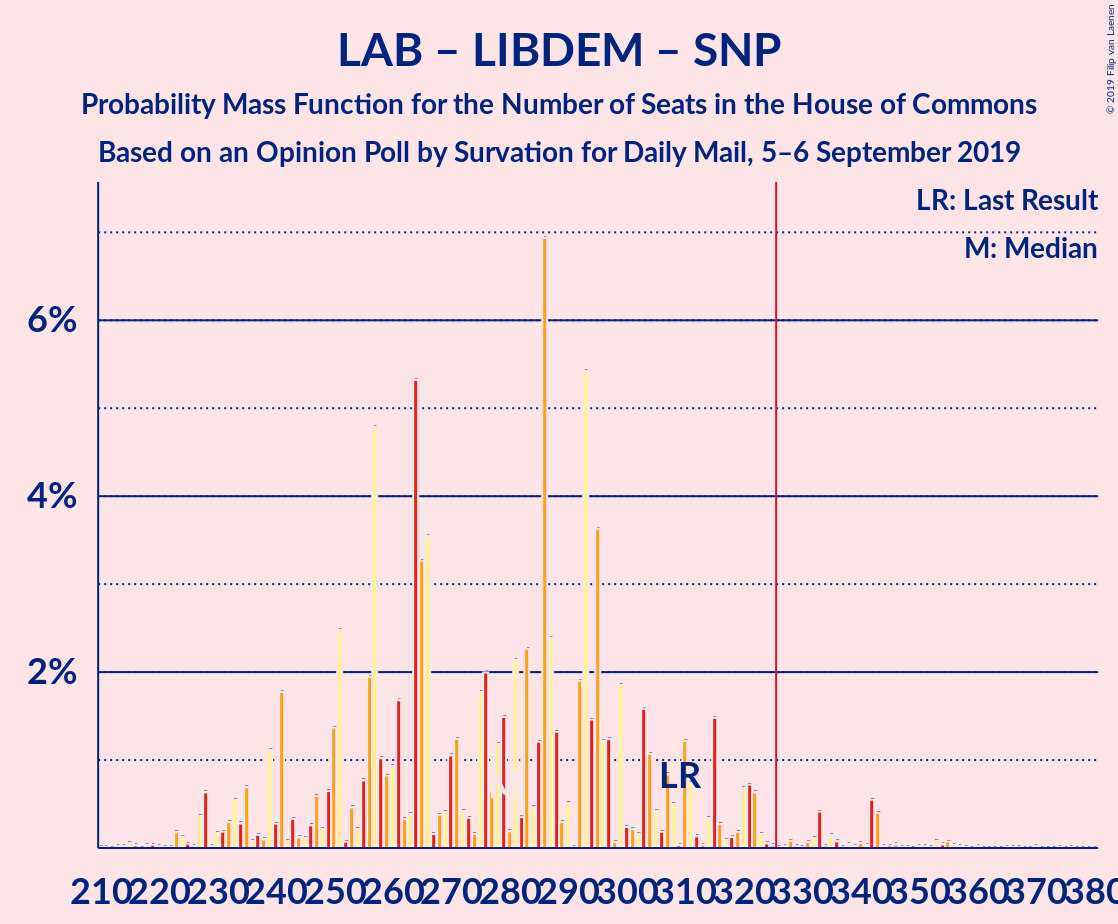 LAB – LIBDEM – SNP
Probability Mass Function for the Number of Seats in the House of Commons
Based on an Opinion Poll by Survation for Daily Mail, 5–6 September 2019
© 2019 Filip van Laenen
LR: Last Result
M: Median
6%
4%
2%
LR
210 220 230 240 250 260 270 280 290 300 310 320 330 340 350 360 370 380